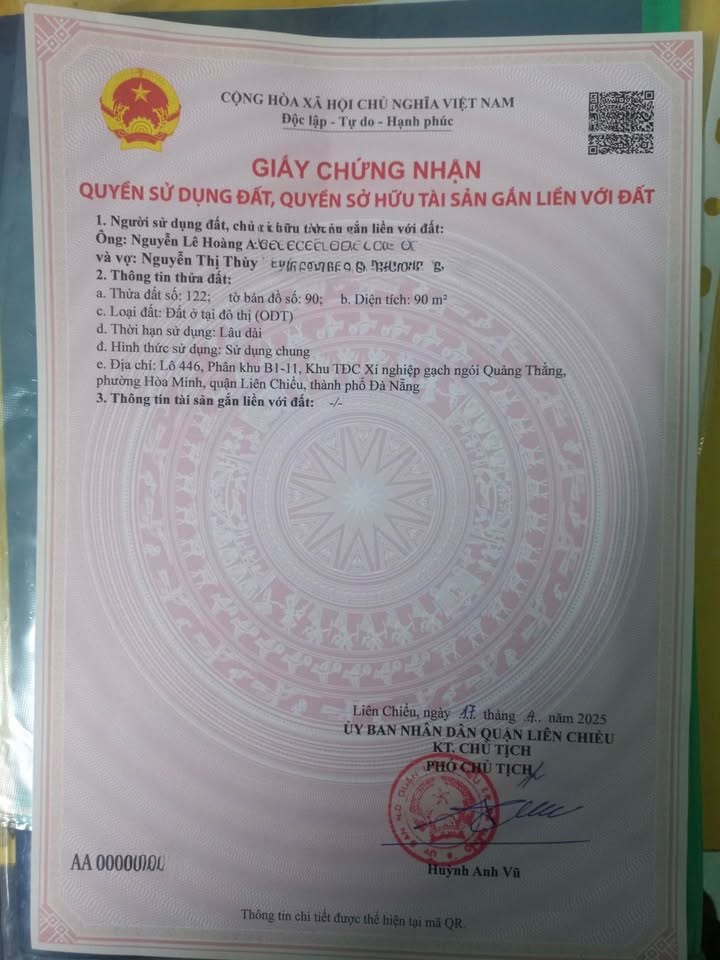 CỘNG HÒA XÃ HỘI CHỦ NGHĨA VIỆT NAM
Độc lập - Tự do - Hạnh phúc
GIẤY CHỨNG NHẬN
QUYỀN SỬ DỤNG ĐẤT, QUYỀN SỞ HỮU TÀI SẢN GẮN LIỀN VỚI ĐẤT
1. Người sử dụng đất, chủ hữu gắn liền với đất:
Ông: Nguyễn Lê Hoàng
và vợ: Nguyễn Thị Thùy
2. Thông tin thửa đất:
a. Thửa đất số: 122; tờ bản đồ số: 90; b. Diện tích: 90 m²
c. Loại đất: Đất ở tại đô thị (ODT)
d. Thời hạn sử dụng: Lâu dài
đ. Hình thức sử dụng: Sử dụng chung
e. Địa chỉ: Lô 446, Phân khu B1-11, Khu TĐC Xí nghiệp gạch ngói Quảng Thắng,
phường Hòa Minh, quận Liên Chiểu, thành phố Đà Nẵng
3. Thông tin tài sản gắn liền với đất: -/-
Liên Chiểu, ngày 17 tháng 4 năm 2025
ỦY BAN NHÂN DÂN QUẬN LIÊN CHIỂU
KT. CHỦ TỊCH
PHÓ CHỦ TỊCH
Huỳnh Anh Vũ
AA
Thông tin chi tiết được thể hiện tại mã QR.